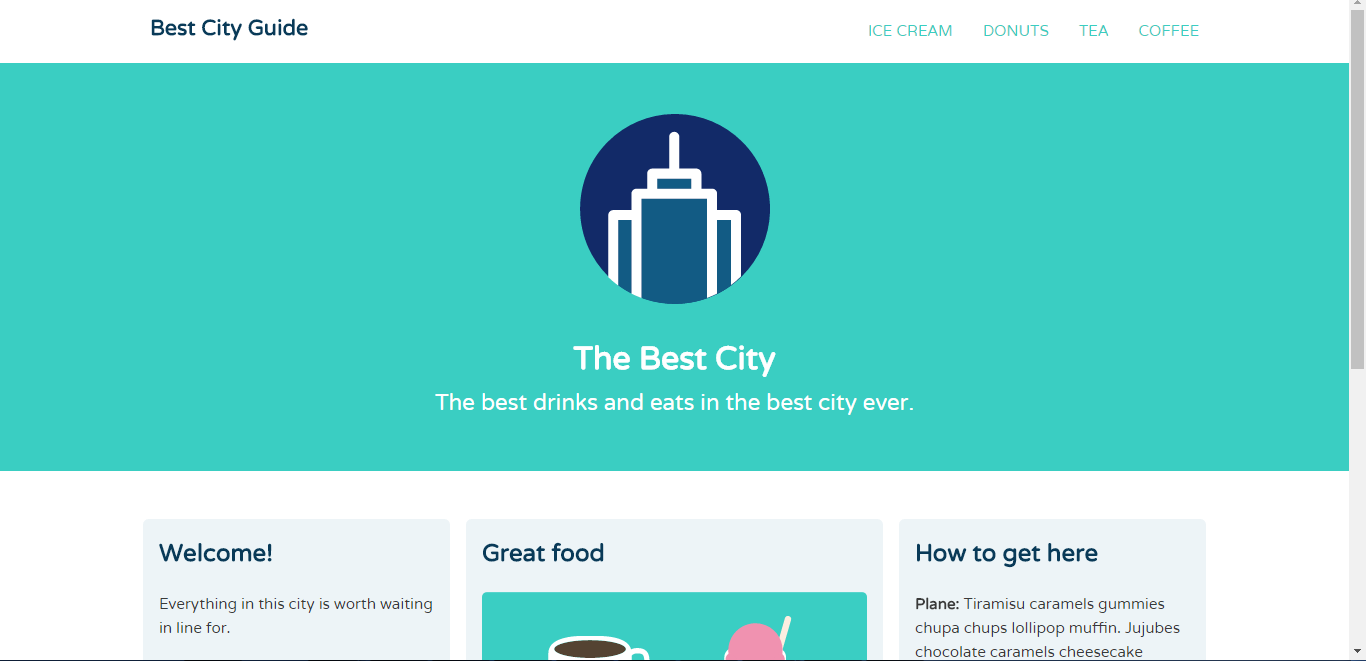 Best City Guide
ICE CREAM DONUTS TEA COFFEE
The Best City
The best drinks and eats in the best city ever.
Welcome!
Everything in this city is worth waiting
in line for.
Great food
How to get here
Plane: Tiramisu caramels gummies
chupa chups lollipop muffin. Jujubes
chocolate caramels cheesecake